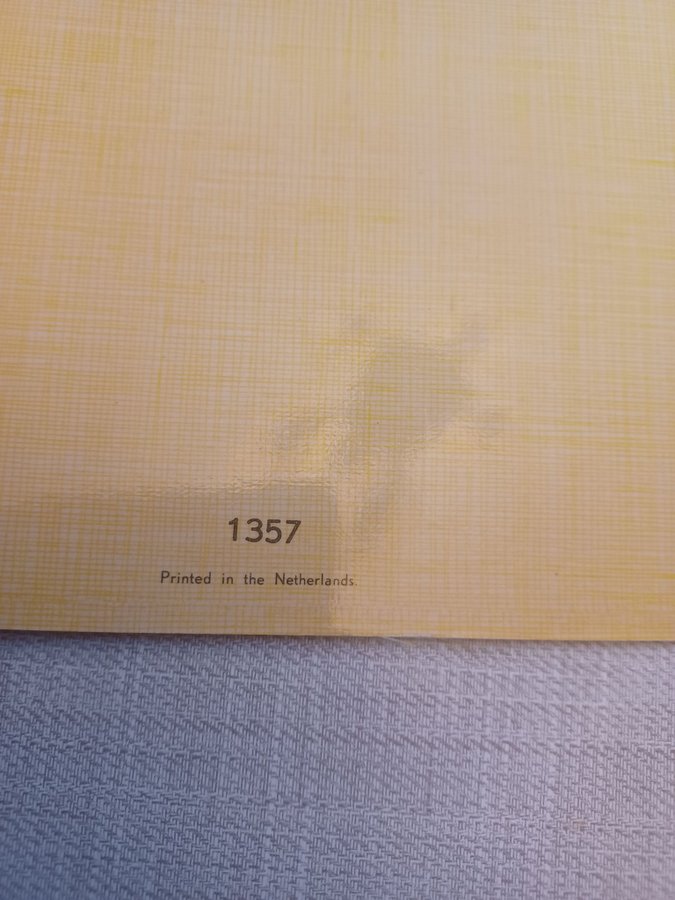 1357
Printed in the Netherlands